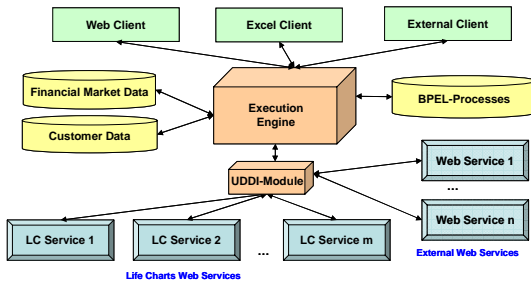 Web Client
Excel Client
External Client
Financial Market Data
Execution
Engine
BPEL-Processes
Customer Data
Web Service 1
...
UDDI-Module
Web Service n
LC Service 1
LC Service 2
...
LC Service m
External Web Services
Life Charts Web Services